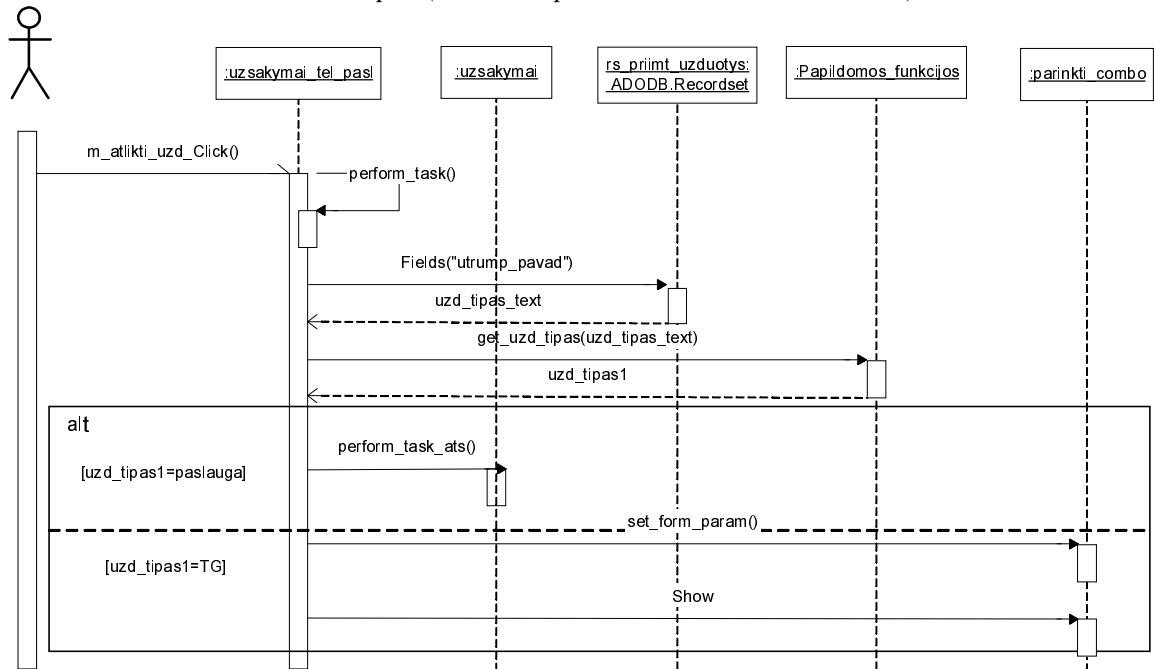 :uzsakymai_tel_pasl
:uzsakymai
rs_priimt_uzduotys:
ADODB.Recordset
:Papildomos_funkcijos
:parinkti_combo
m_atlikti_uzd_Click()
perform_task()
Fields("utrump_pavad")
uzd_tipas_text
get_uzd_tipas(uzd_tipas_text)
uzd_tipas1
alt
perform_task_ats()
[uzd_tipas1=paslauga]
set_form_param()
[uzd_tipas1=TG]
Show